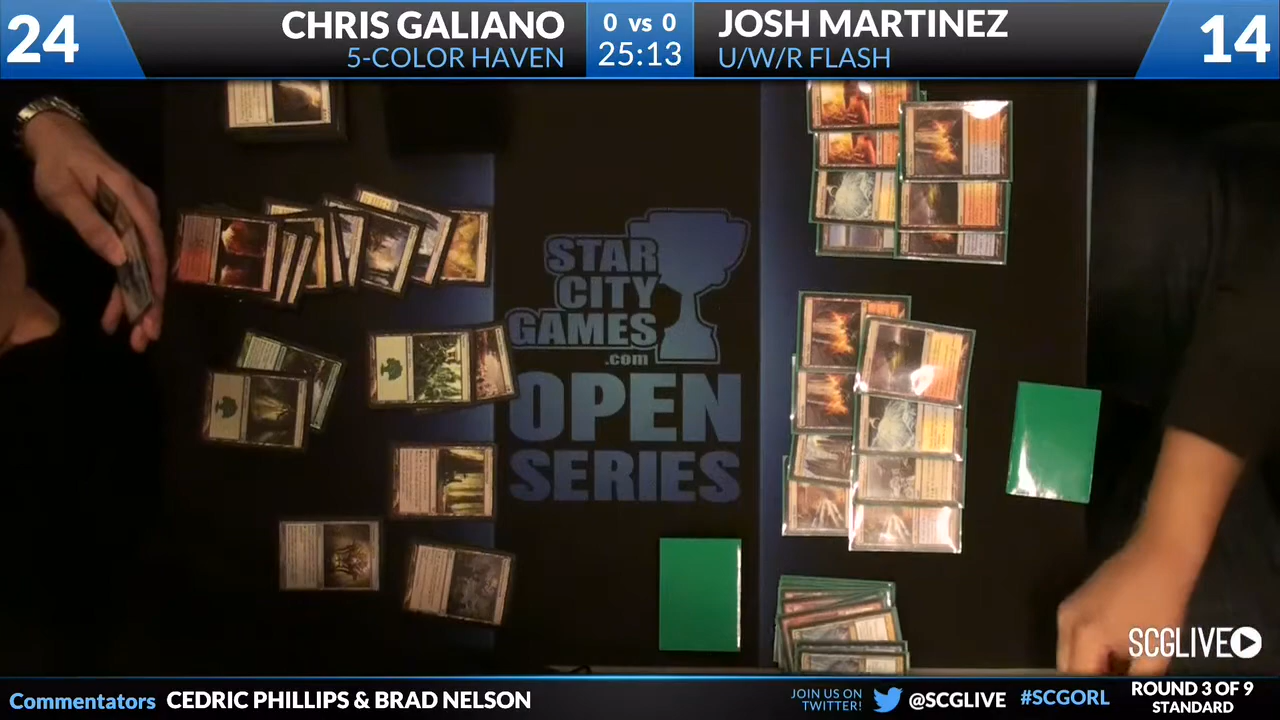 24
CHRIS GALIANO
5-COLOR HAVEN
0 vs 0
25:13
JOSH MARTINEZ
U/W/R FLASH
14
STAR
CITY
GAMES
.com
OPEN
SERIES
SCGLIVE
Commentators CEDRIC PHILLIPS & BRAD NELSON
JOIN US ON
TWITTER!
@SCGLIVE
#SCGORL
ROUND 3 OF 9
STANDARD